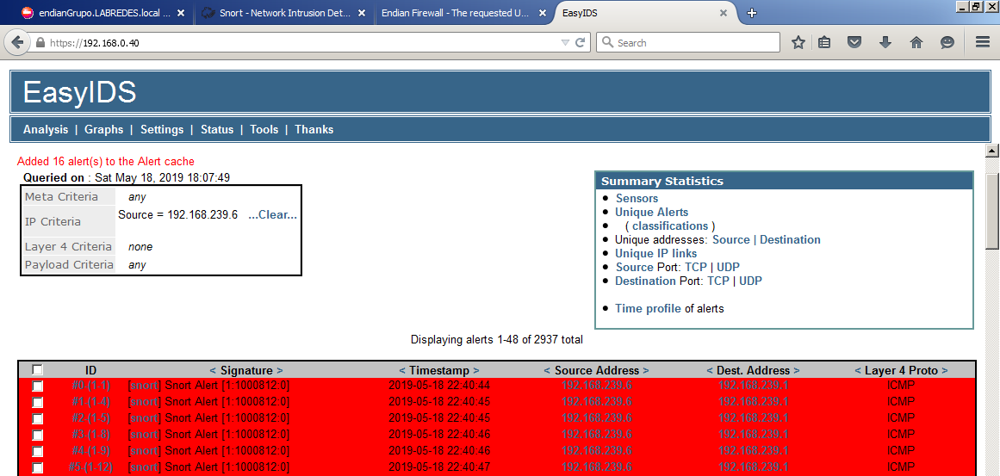 endianGrupo.LABREDES.local ...
Snort - Network Intrusion Det...
Endian Firewall - The requested U...
EasyIDS
https://192.168.0.40
Search
EasyIDS
Analysis | Graphs | Settings | Status | Tools | Thanks
Added 16 alert(s) to the Alert cache
Queried on : Sat May 18, 2019 18:07:49
Meta Criteria any
IP Criteria Source = 192.168.239.6 ...Clear...
Layer 4 Criteria none
Payload Criteria any
Summary Statistics
Sensors
Unique Alerts
( classifications )
Unique addresses: Source | Destination
Unique IP links
Source Port: TCP | UDP
Destination Port: TCP | UDP
Time profile of alerts
Displaying alerts 1-48 of 2937 total
ID < Signature > < Timestamp > < Source Address > < Dest. Address > < Layer 4 Proto >
#0-(1-1) [snort] Snort Alert [1:1000812:0] 2019-05-18 22:40:44 192.168.239.6 192.168.239.1 ICMP
#1-(1-4) [snort] Snort Alert [1:1000812:0] 2019-05-18 22:40:45 192.168.239.6 192.168.239.1 ICMP
#2-(1-5) [snort] Snort Alert [1:1000812:0] 2019-05-18 22:40:45 192.168.239.6 192.168.239.1 ICMP
#3-(1-8) [snort] Snort Alert [1:1000812:0] 2019-05-18 22:40:46 192.168.239.6 192.168.239.1 ICMP
#4-(1-9) [snort] Snort Alert [1:1000812:0] 2019-05-18 22:40:46 192.168.239.6 192.168.239.1 ICMP
#5-(1-12) [snort] Snort Alert [1:1000812:0] 2019-05-18 22:40:47 192.168.239.6 192.168.239.1 ICMP